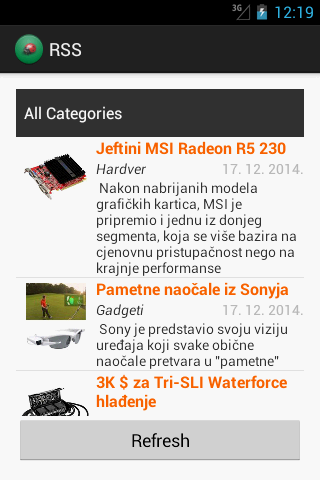 3G 12:19
RSS
All Categories
Jeftini MSI Radeon R5 230
Hardver 17. 12. 2014.
Nakon nabrijanih modela
grafičkih kartica, MSI je
pripremio i jednu iz donjeg
segmenta, koja se više bazira na
cjenovnu pristupačnost nego na
krajnje performanse
Pametne naočale iz Sonyja
Gadgeti 17. 12. 2014.
Sony je predstavio svoju viziju
uređaja koji svake obične
naočale pretvara u "pametne"
3K $ za Tri-SLI Waterforce
hlađenje
Refresh